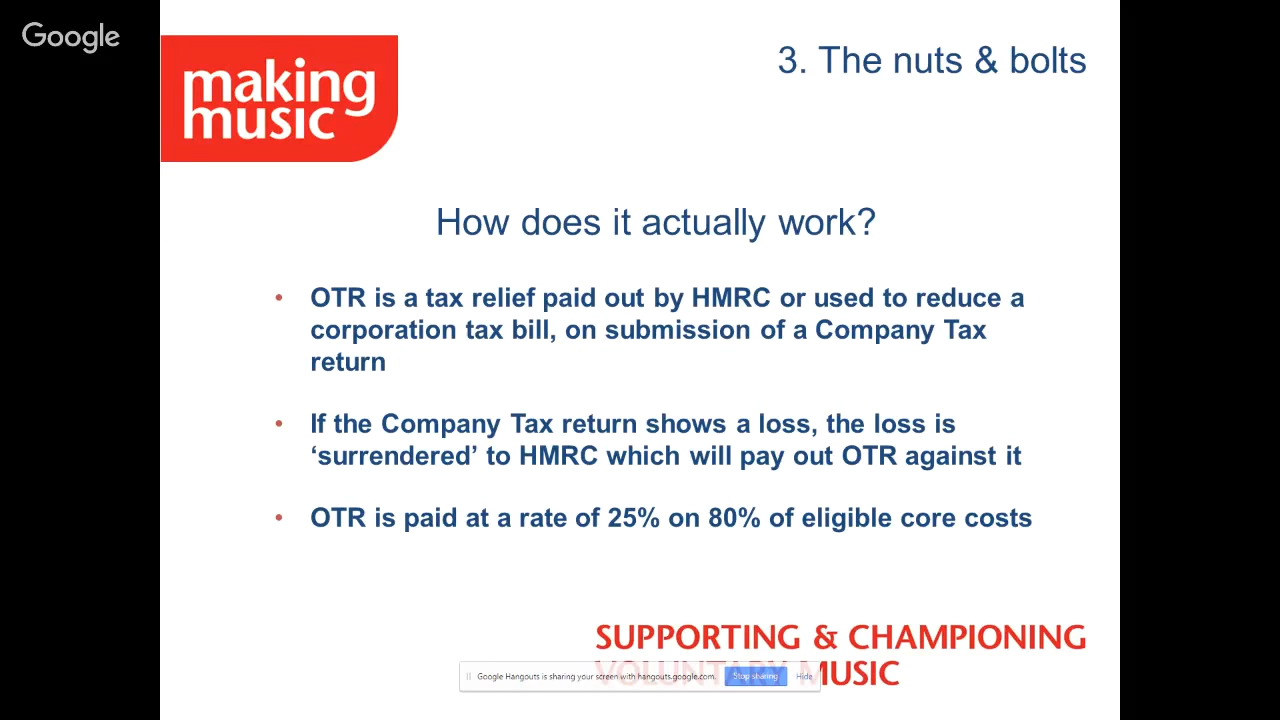 Google
making
music
3. The nuts & bolts
How does it actually work?
• OTR is a tax relief paid out by HMRC or used to reduce a
corporation tax bill, on submission of a Company Tax
return
• If the Company Tax return shows a loss, the loss is
‘surrendered’ to HMRC which will pay out OTR against it
• OTR is paid at a rate of 25% on 80% of eligible core costs
SUPPORTING & CHAMPIONING
VOLUNTARY MUSIC
Google Hangouts is sharing your screen with hangouts.google.com.
Stop sharing
Hide